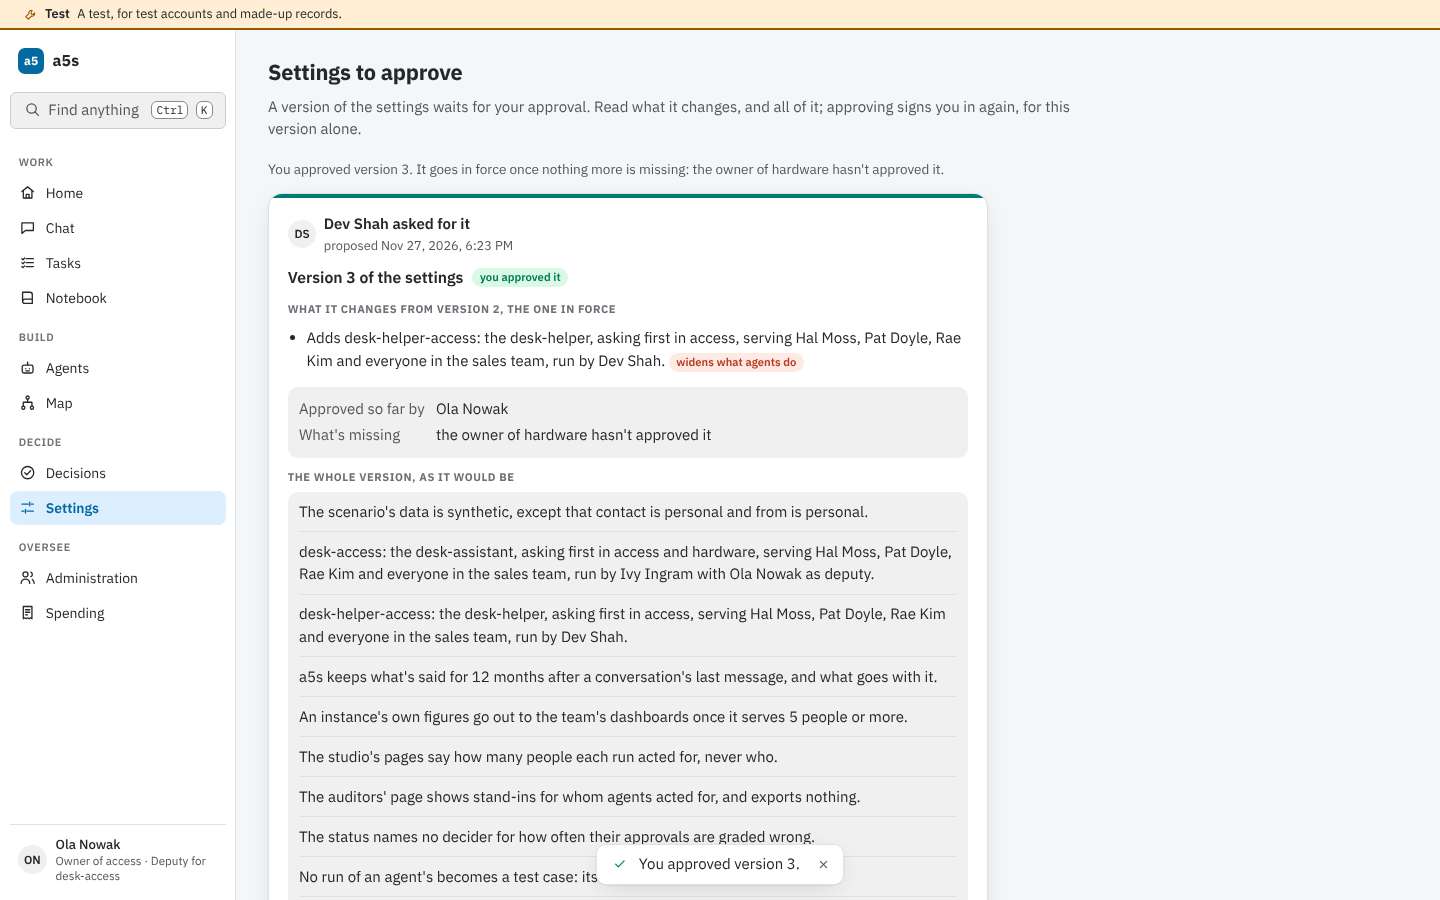 Test A test, for test accounts and made-up records.
a5 a5s
Find anything Ctrl K
WORK
Home
Chat
Tasks
Notebook
BUILD
Agents
Map
DECIDE
Decisions
Settings
OVERSEE
Administration
Spending
ON Ola Nowak
Owner of access · Deputy for
desk-access
Settings to approve
A version of the settings waits for your approval. Read what it changes, and all of it; approving signs you in again, for this
version alone.
You approved version 3. It goes in force once nothing more is missing: the owner of hardware hasn't approved it.
DS Dev Shah asked for it
proposed Nov 27, 2026, 6:23 PM
Version 3 of the settings you approved it
WHAT IT CHANGES FROM VERSION 2, THE ONE IN FORCE
• Adds desk-helper-access: the desk-helper, asking first in access, serving Hal Moss, Pat Doyle, Rae
Kim and everyone in the sales team, run by Dev Shah. widens what agents do
Approved so far by Ola Nowak
What's missing the owner of hardware hasn't approved it
THE WHOLE VERSION, AS IT WOULD BE
The scenario's data is synthetic, except that contact is personal and from is personal.
desk-access: the desk-assistant, asking first in access and hardware, serving Hal Moss, Pat Doyle,
Rae Kim and everyone in the sales team, run by Ivy Ingram with Ola Nowak as deputy.
desk-helper-access: the desk-helper, asking first in access, serving Hal Moss, Pat Doyle, Rae Kim
and everyone in the sales team, run by Dev Shah.
a5s keeps what's said for 12 months after a conversation's last message, and what goes with it.
An instance's own figures go out to the team's dashboards once it serves 5 people or more.
The studio's pages say how many people each run acted for, never who.
The auditors' page shows stand-ins for whom agents acted for, and exports nothing.
The status names no decider for how often their approvals are graded wrong.
No run of an agent's becomes a test case: its
You approved version 3.